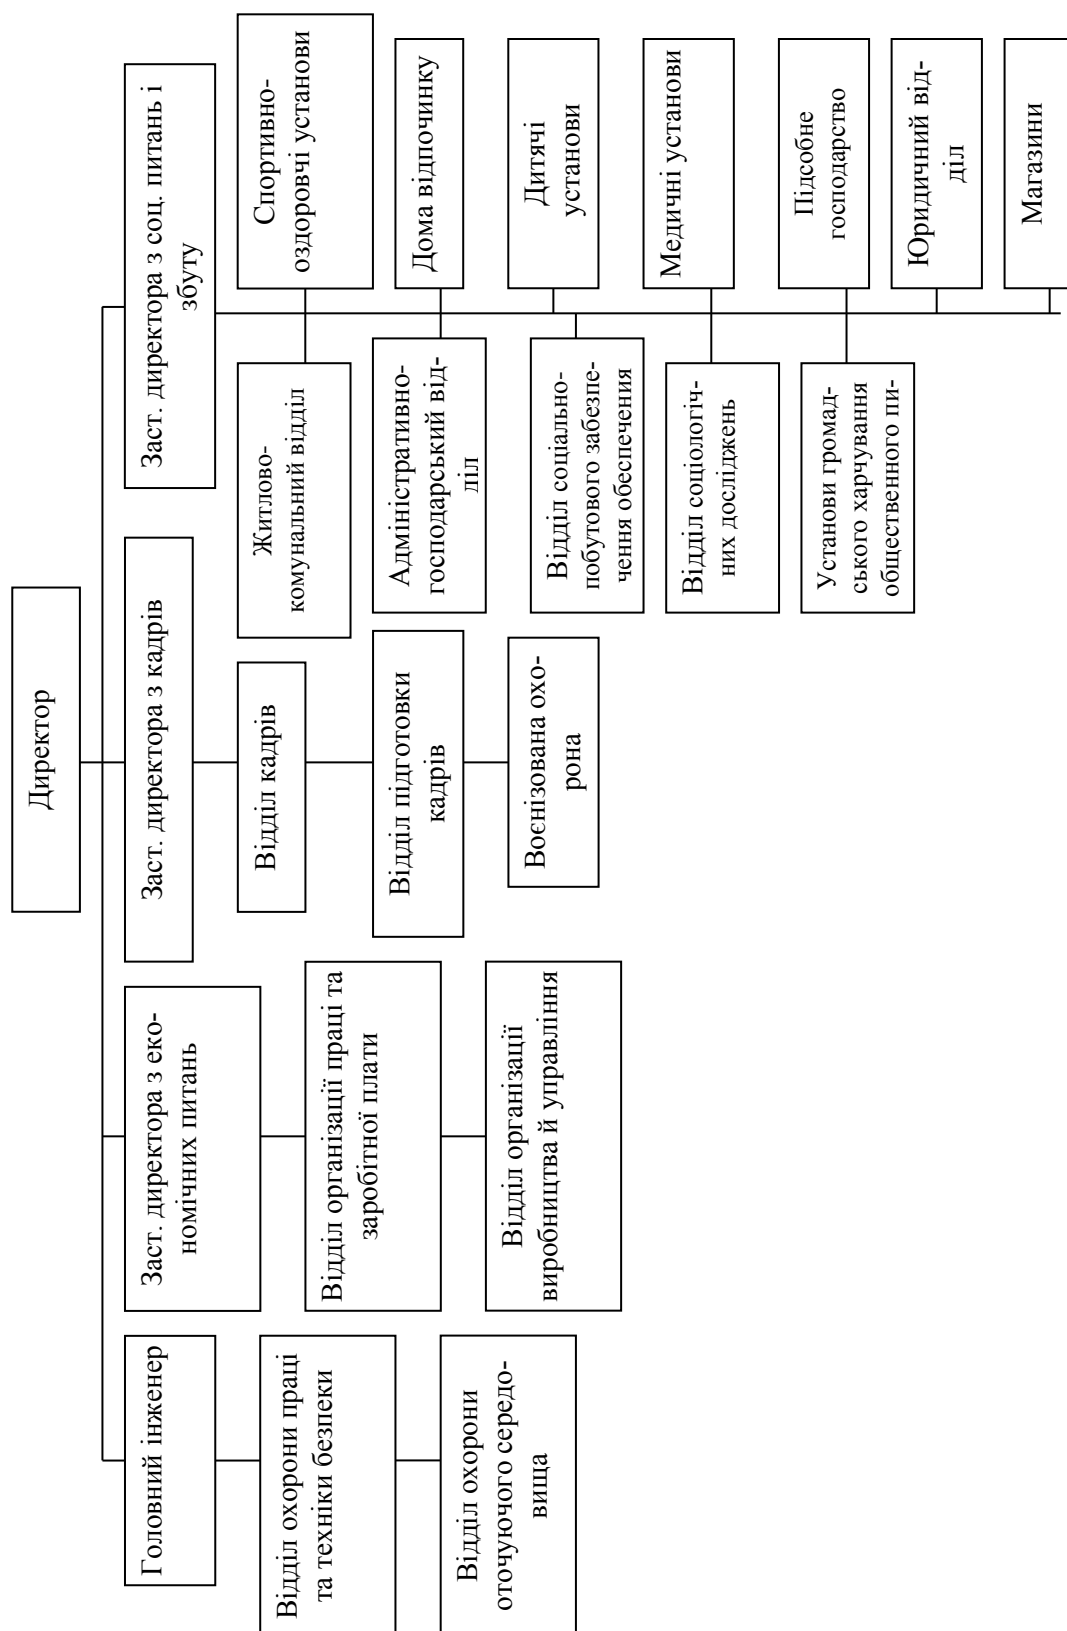 Директор
Головний інженер
Заст. директора з еко-
номічних питань
Заст. директора з кадрів
Заст. директора з соц. питань і
збуту
Відділ охорони праці
та техніки безпеки
Відділ охорони
оточуючого середо-
вища
Відділ організації праці та
заробітної плати
Відділ організації
виробництва й управління
Відділ кадрів
Відділ підготовки
кадрів
Воєнізована охо-
рона
Житлово-
комунальний відділ
Спортивно-
оздоровчі установи
Адміністративно-
господарський від-
діл
Дома відпочинку
Дитячі
установи
Відділ соціально-
побутового забезпе-
чення обеспечения
Медичні установи
Відділ соціологіч-
них досліджень
Підсобне
господарство
Установи громад-
ського харчування
общественного пи-
Юридичний від-
діл
Магазини